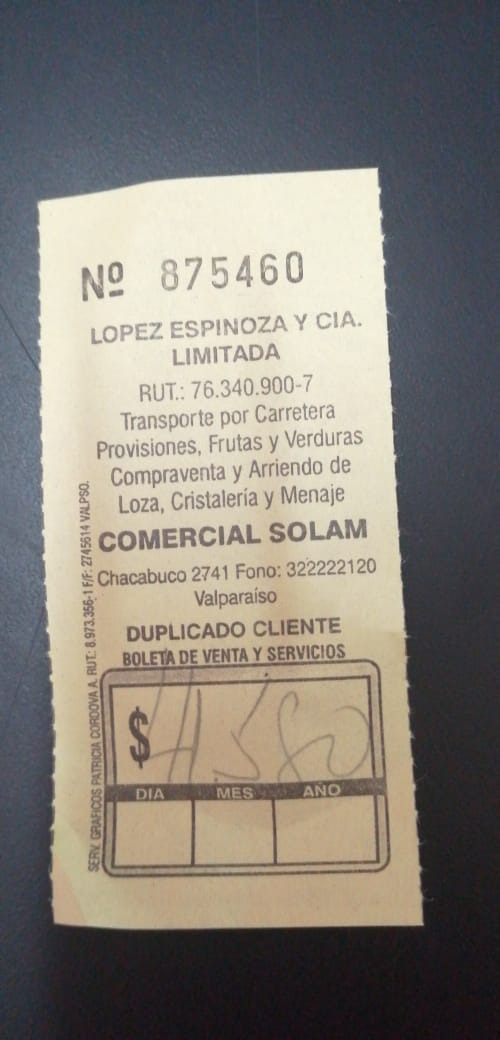 Nº 875460
LOPEZ ESPINOZA Y CIA.
LIMITADA
RUT.: 76.340.900-7
Transporte por Carretera
Provisiones, Frutas y Verduras
Compraventa y Arriendo de
Loza, Cristalería y Menaje
COMERCIAL SOLAM
Chacabuco 2741 Fono: 322222120
Valparaíso
DUPLICADO CLIENTE
BOLETA DE VENTA Y SERVICIOS
$ 4.580
DIA MES AÑO
SERV. GRAFICOS PATRICIA CORDOVA A. RUT.: 8.973.356-1 F/F: 2745614 VALPSO.